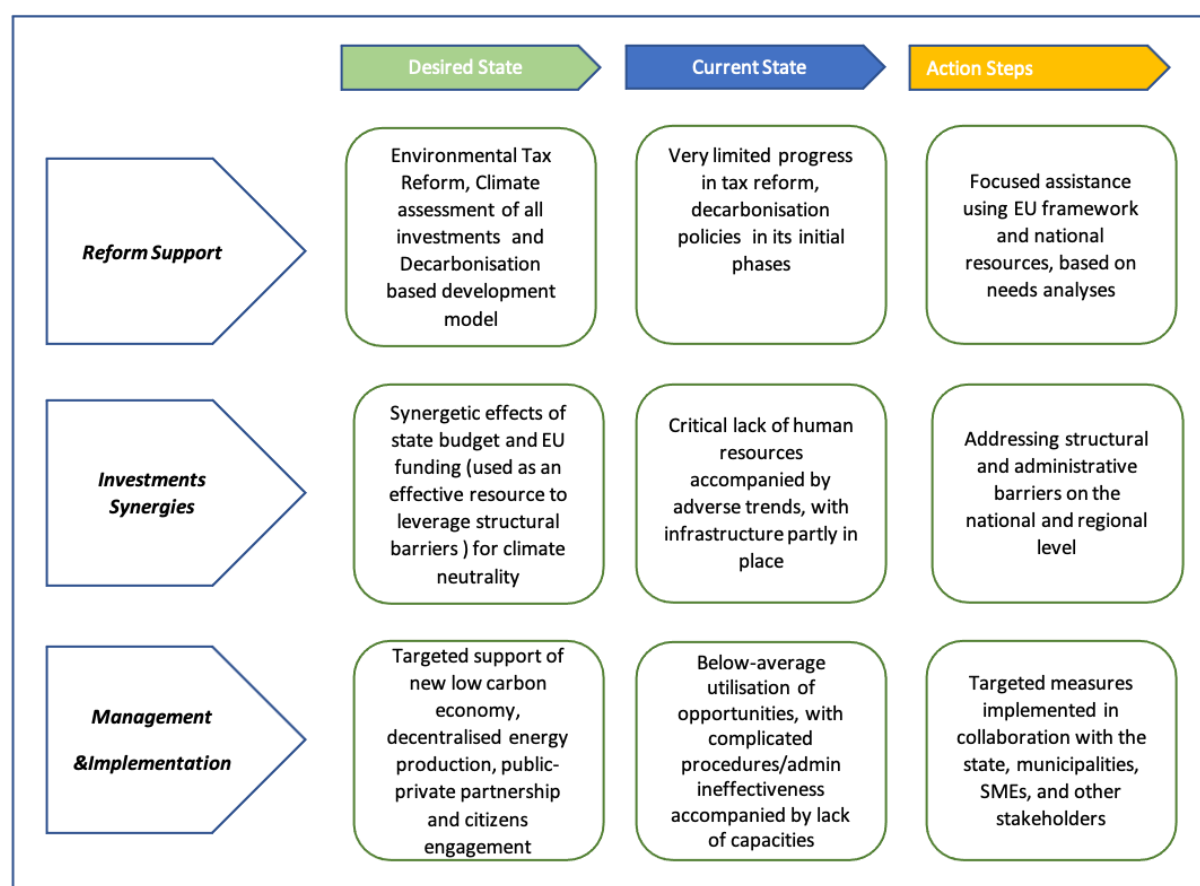 Desired State
Current State
Action Steps
Reform Support
Environmental Tax
Reform, Climate
assessment of all
investments and
Decarbonisation
based development
model
Very limited progress
in tax reform,
decarbonisation
policies in its initial
phases
Focused assistance
using EU framework
and national
resources, based on
needs analyses
Investments
Synergies
Synergetic effects of
state budget and EU
funding (used as an
effective resource to
leverage structural
barriers ) for climate
neutrality
Critical lack of human
resources
accompanied by
adverse trends, with
infrastructure partly in
place
Addressing structural
and administrative
barriers on the
national and regional
level
Management
&Implementation
Targeted support of
new low carbon
economy,
decentralised energy
production, public-
private partnership
and citizens
engagement
Below-average
utilisation of
opportunities, with
complicated
procedures/admin
ineffectiveness
accompanied by lack
of capacities
Targeted measures
implemented in
collaboration with the
state, municipalities,
SMEs, and other
stakeholders